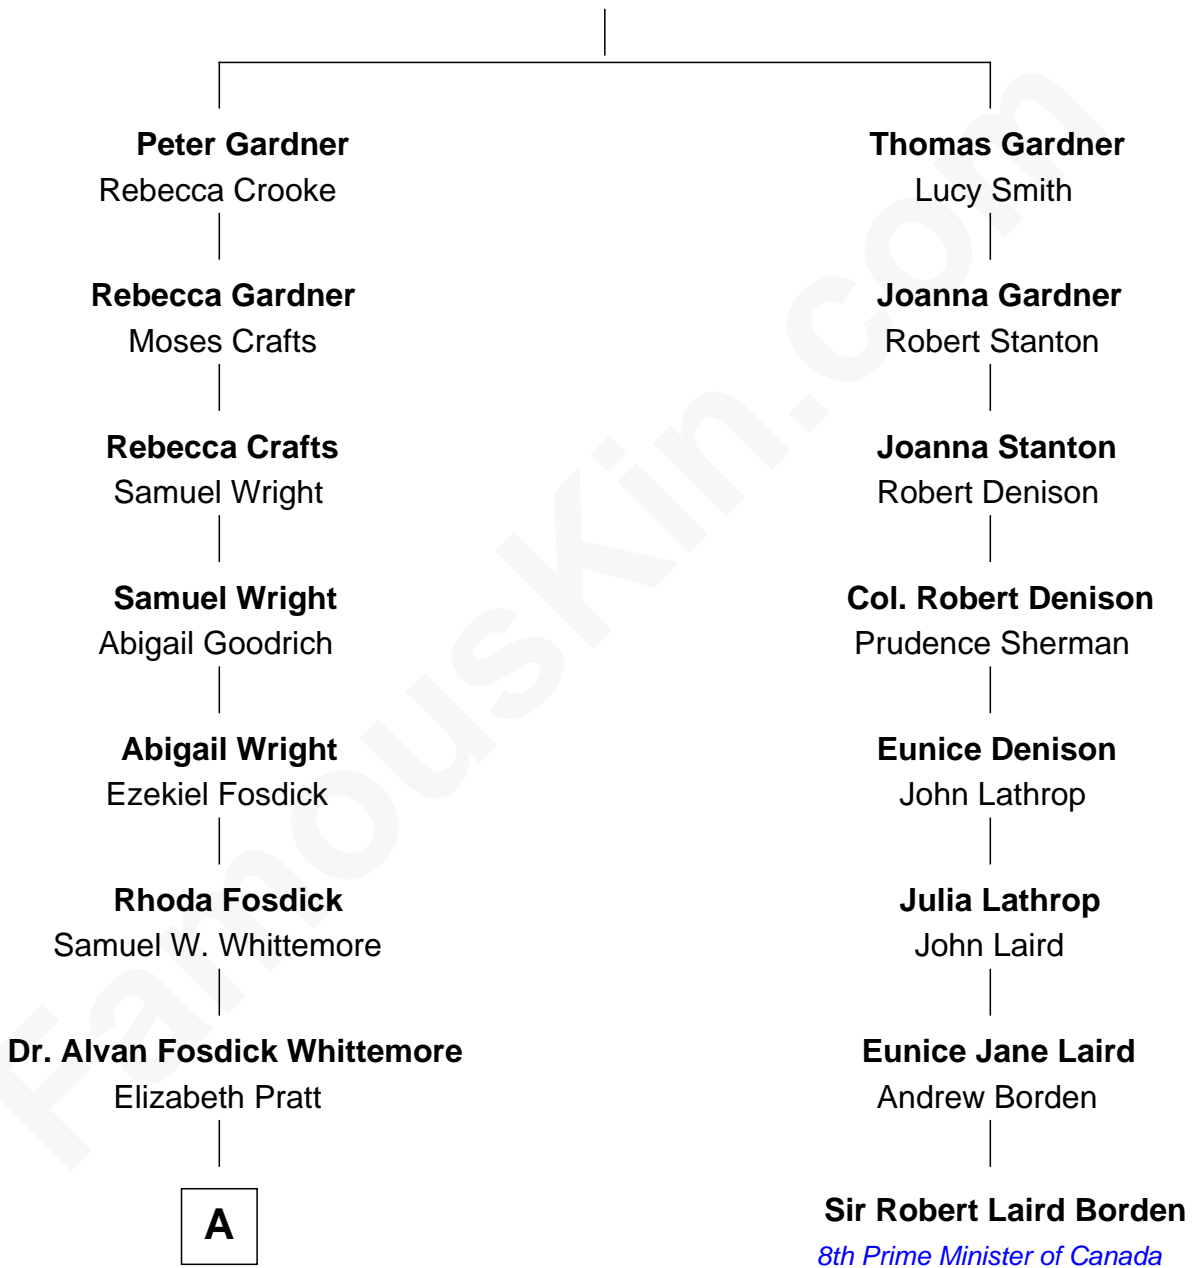 Peter Gardner
Rebecca Crooke
Rebecca Gardner
Moses Crafts
Rebecca Crafts
Samuel Wright
Samuel Wright
Abigail Goodrich
Abigail Wright
Ezekiel Fosdick
Rhoda Fosdick
Samuel W. Whittemore
Dr. Alvan Fosdick Whittemore
Elizabeth Pratt
A
Thomas Gardner
Lucy Smith
Joanna Gardner
Robert Stanton
Joanna Stanton
Robert Denison
Col. Robert Denison
Prudence Sherman
Eunice Denison
John Lathrop
Julia Lathrop
John Laird
Eunice Jane Laird
Andrew Borden
Sir Robert Laird Borden
8th Prime Minister of Canada
FamousKin.com